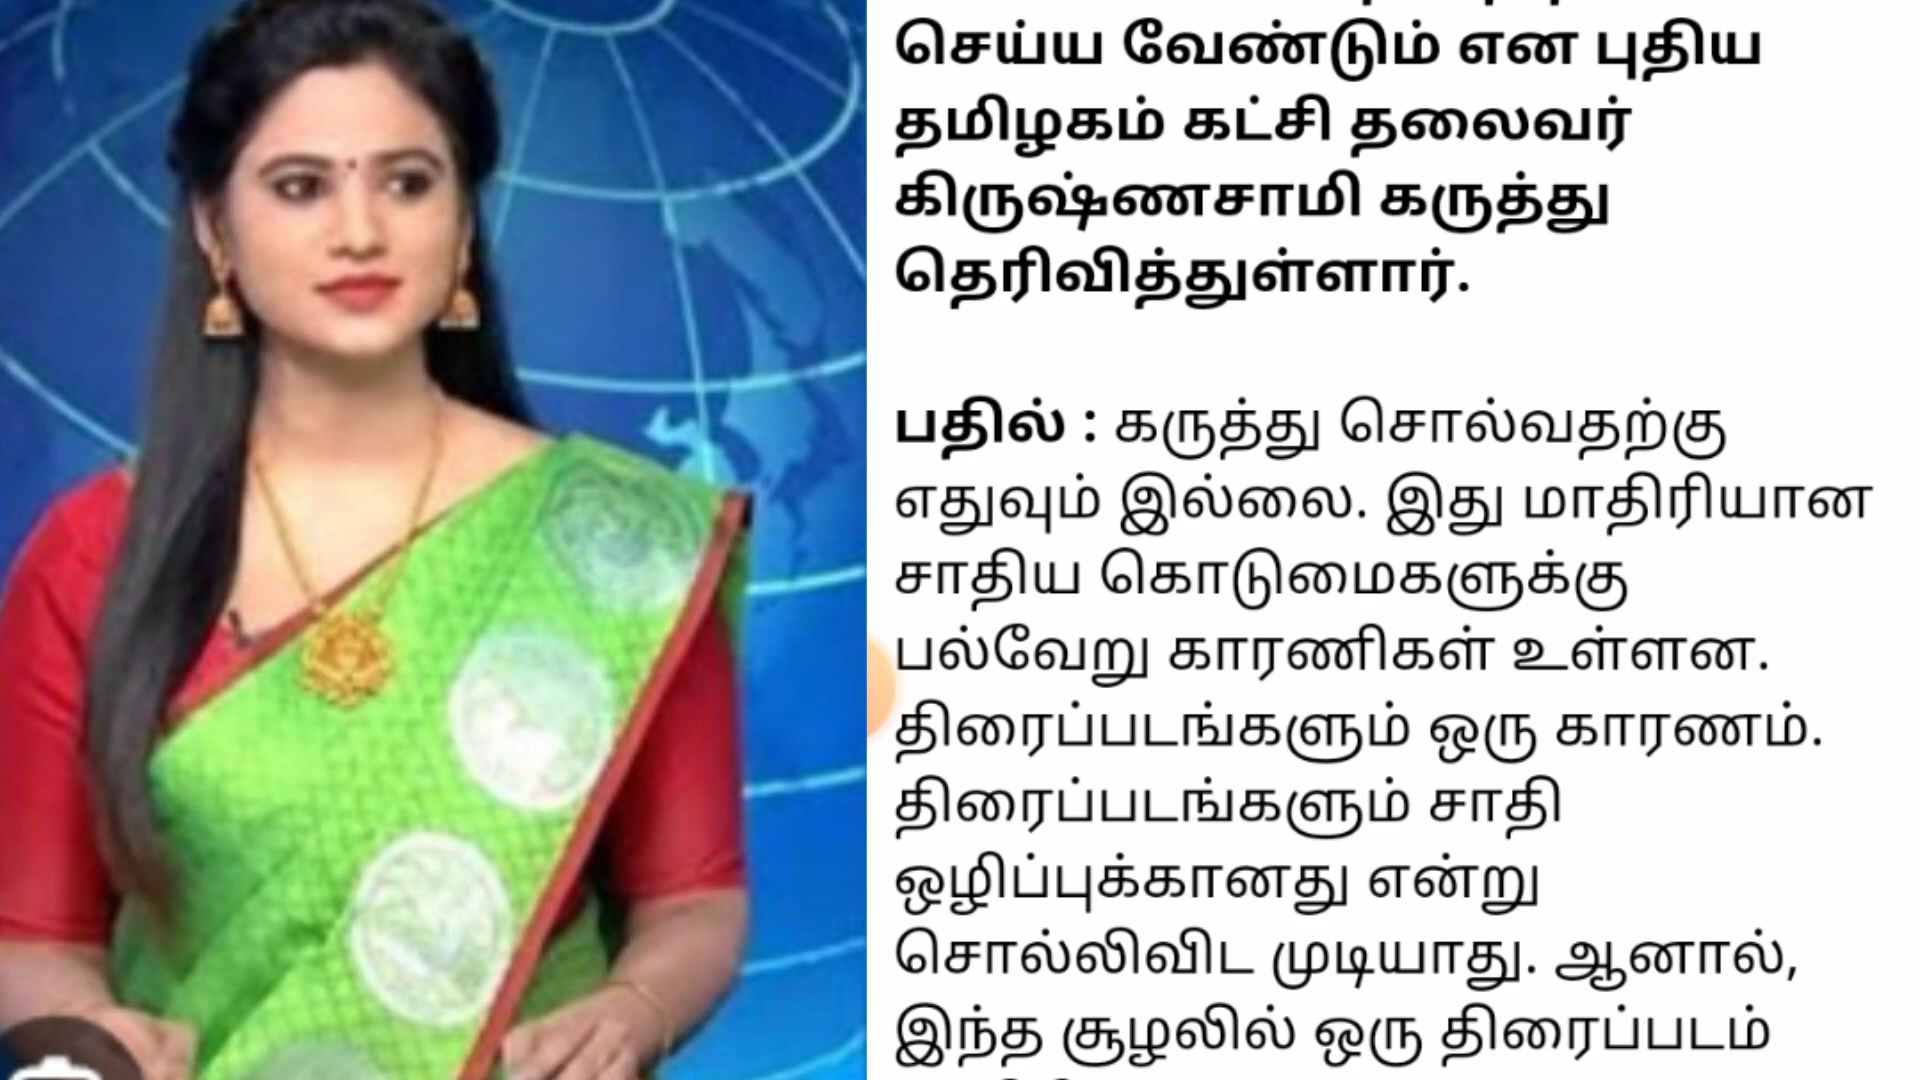 செய்ய வேண்டும் என புதிய
தமிழகம் கட்சி தலைவர்
கிருஷ்ணசாமி கருத்து
தெரிவித்துள்ளார்.
பதில் : கருத்து சொல்வதற்கு
எதுவும் இல்லை. இது மாதிரியான
சாதிய கொடுமைகளுக்கு
பல்வேறு காரணிகள் உள்ளன.
திரைப்படங்களும் ஒரு காரணம்.
திரைப்படங்களும் சாதி
ஒழிப்புக்கானது என்று
சொல்லிவிட முடியாது. ஆனால்,
இந்த சூழலில் ஒரு திரைப்படம்